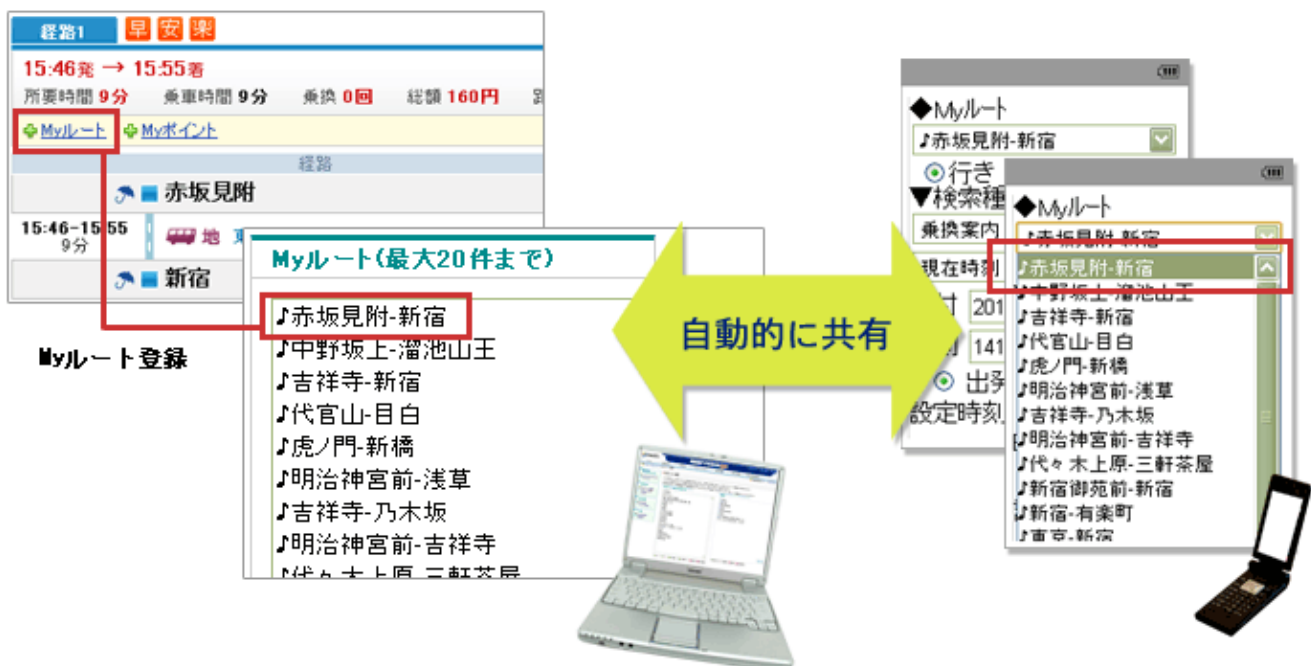 経路1 早 安 楽
15:46発 → 15:55着
所要時間 9分 乗車時間 9分 乗換 0回 総額 160円
Myルート Myポイント
経路
赤坂見附
15:46-15:55
9分
地
新宿
Myルート登録
Myルート(最大20件まで)
♪赤坂見附-新宿
♪中野坂上-溜池山王
♪吉祥寺-新宿
♪代官山-目白
♪虎ノ門-新橋
♪明治神宮前-浅草
♪吉祥寺-乃木坂
♪明治神宮前-吉祥寺
♪代々木上原-三軒茶屋
自動的に共有
◆Myルート
♪赤坂見附-新宿
行き
▼検索種
乗換案内
現在時刻
201
141
出発
設定時刻
◆Myルート
♪赤坂見附-新宿
♪赤坂見附-新宿
♪中野坂上-溜池山王
♪吉祥寺-新宿
♪代官山-目白
♪虎ノ門-新橋
♪明治神宮前-浅草
♪吉祥寺-乃木坂
♪明治神宮前-吉祥寺
♪代々木上原-三軒茶屋
♪新宿御苑前-新宿
♪新宿-有楽町
♪東京-新宿